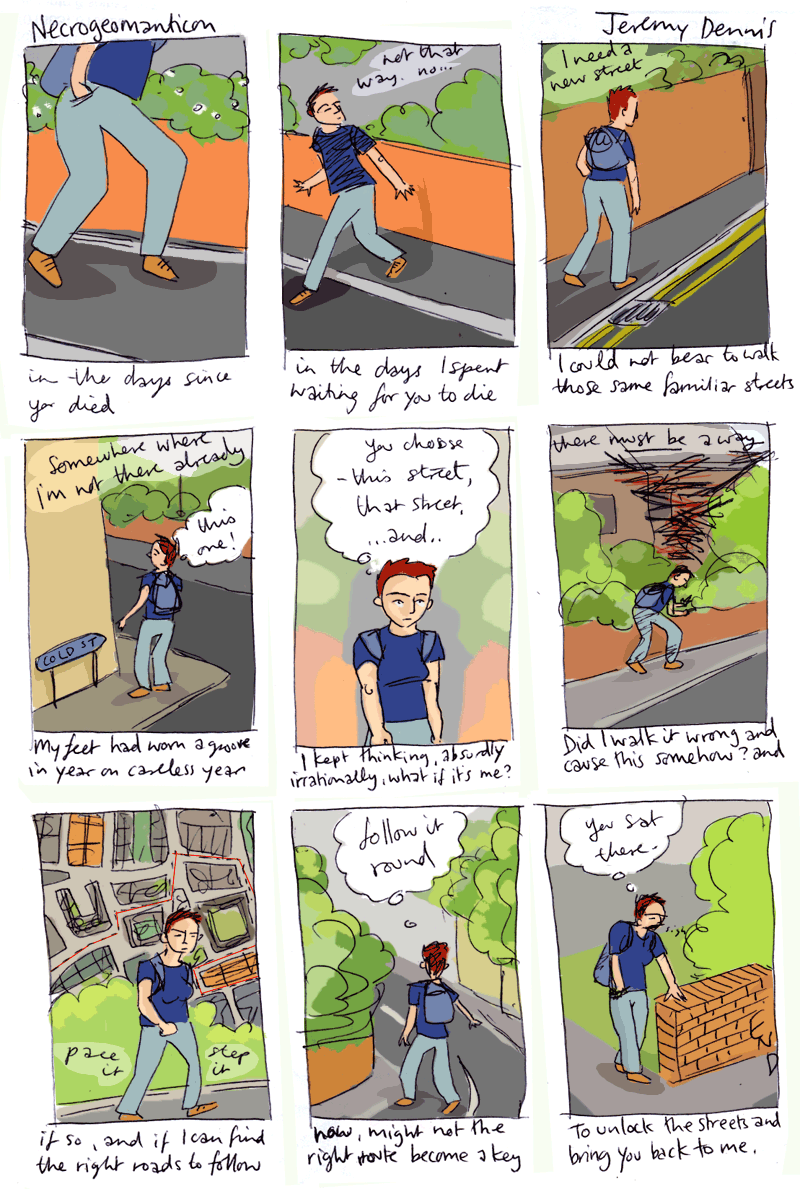 Necrogeomanticon
Jeremy Dennis
in the days since
you died
not that
way. no...
in the days I spent
waiting for you to die
I need a
new street
I could not bear to walk
those same familiar streets
Somewhere where
i'm not there already
this
one!
COLD ST
My feet had worn a groove
in year on careless year
you choose
- this street,
that street,
...and..
I kept thinking, absurdly
irrationally, what if it's me?
there must be a way
Did I walk it wrong and
cause this somehow? and
pace
it
step
it
if so, and if I can find
the right roads to follow
follow it
round
now, might not the
right route become a key
you sat
there-
sigh
END
To unlock the streets and
bring you back to me.